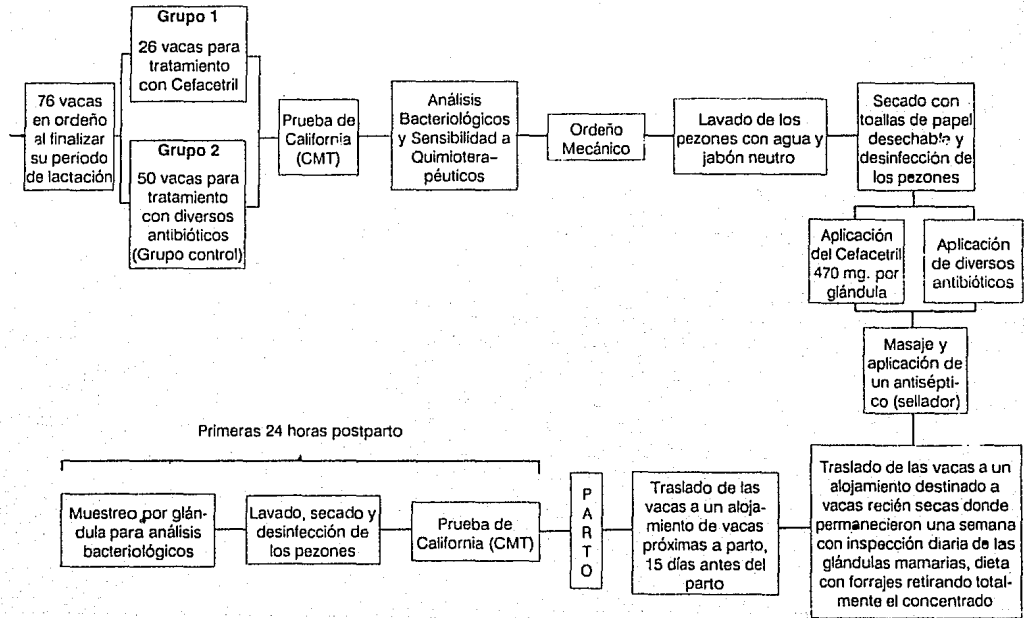 76 vacas
en ordeño
al finalizar
su periodo
de lactación
Grupo 1
26 vacas para
tratamiento
con Cefacetril
Grupo 2
50 vacas para
tratamiento
con diversos
antibióticos
(Grupo control)
Prueba de
California
(CMT)
Análisis
Bacteriológicos
y Sensibilidad a
Quimiotera-
péuticos
Ordeño
Mecánico
Lavado de los
pezones con agua y
jabón neutro
Secado con
toallas de papel
desechable y
desinfección de
los pezones
Aplicación
del Cefacetril
470 mg. por
glándula
Aplicación
de diversos
antibióticos
Masaje y
aplicación de
un antisépti-
co (sellador)
Traslado de las vacas a un
alojamiento destinado a
vacas recién secas donde
permanecieron una semana
con inspección diaria de las
glándulas mamarias, dieta
con forrajes retirando total-
mente el concentrado
Traslado de las
vacas a un aloja-
miento de vacas
próximas a parto,
15 días antes del
parto
P
A
R
T
O
Primeras 24 horas postparto
Prueba de
California (CMT)
Lavado, secado y
desinfección de
los pezones
Muestreo por glán-
dula para análisis
bacteriológicos